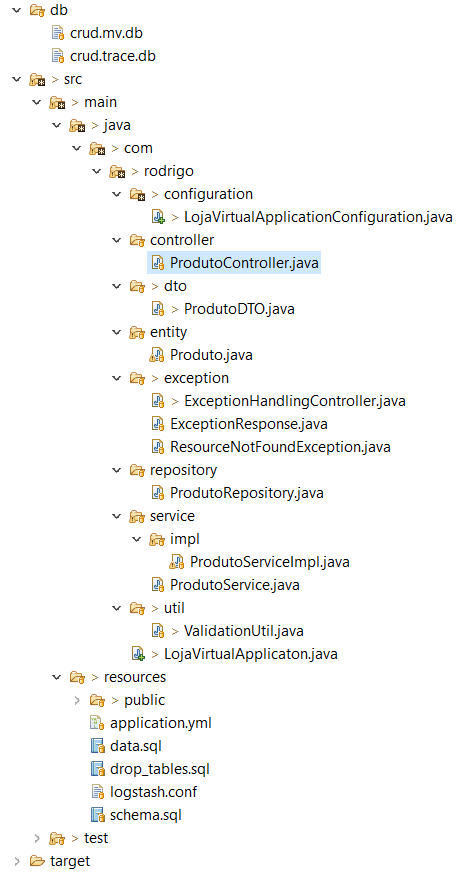 db
crud.mv.db
crud.trace.db
> src
> main
> java
> com
> rodrigo
> configuration
> LojaVirtualApplicationConfiguration.java
controller
ProdutoController.java
> dto
> ProdutoDTO.java
entity
Produto.java
> exception
> ExceptionHandlingController.java
ExceptionResponse.java
ResourceNotFoundException.java
repository
ProdutoRepository.java
service
impl
ProdutoServiceImpl.java
ProdutoService.java
> util
> ValidationUtil.java
> LojaVirtualApplicaton.java
> resources
> public
application.yml
data.sql
drop_tables.sql
logstash.conf
schema.sql
> test
target